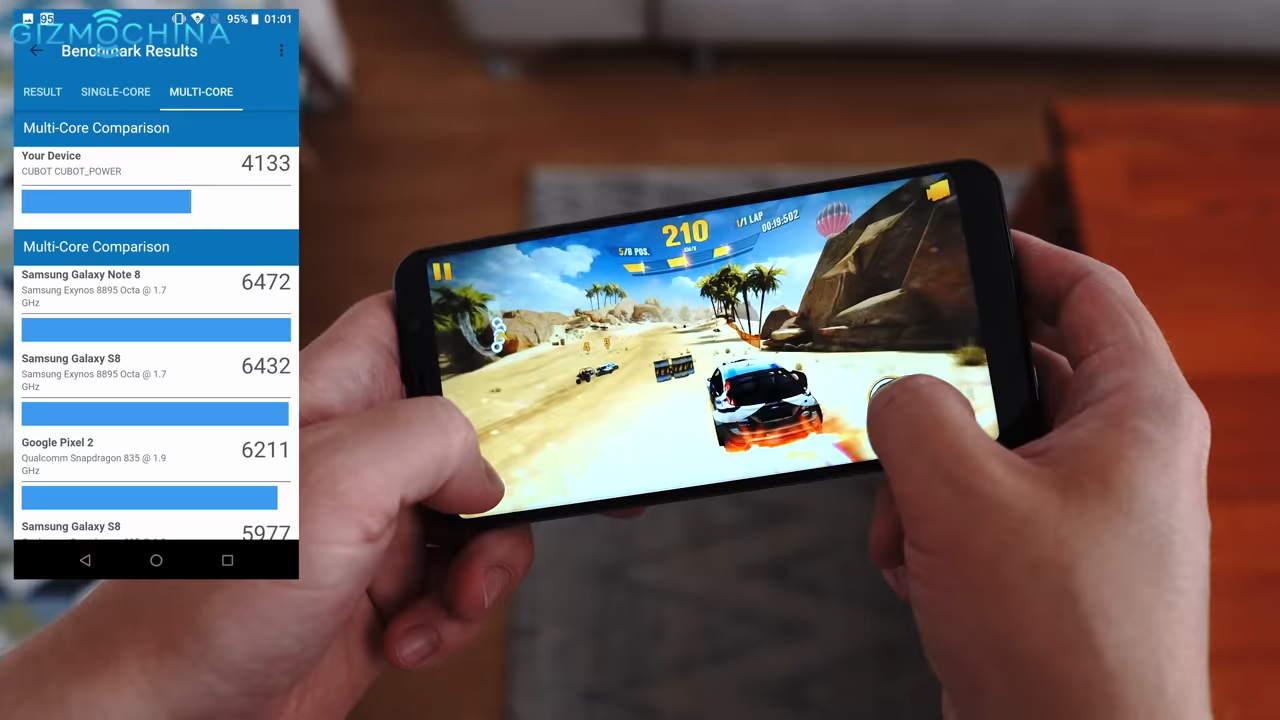 95
95%
01:01
GIZMOCHINA
Benchmark Results
RESULT
SINGLE-CORE
MULTI-CORE
Multi-Core Comparison
Your Device
4133
CUBOT CUBOT_POWER
Multi-Core Comparison
Samsung Galaxy Note 8
6472
Samsung Exynos 8895 Octa @ 1.7
GHz
Samsung Galaxy S8
6432
Samsung Exynos 8895 Octa @ 1.7
GHz
Google Pixel 2
6211
Qualcomm Snapdragon 835 @ 1.9
GHz
Samsung Galaxy S8
5977
5/8 POS.
210
KM/H
1/1 LAP
00:19:502